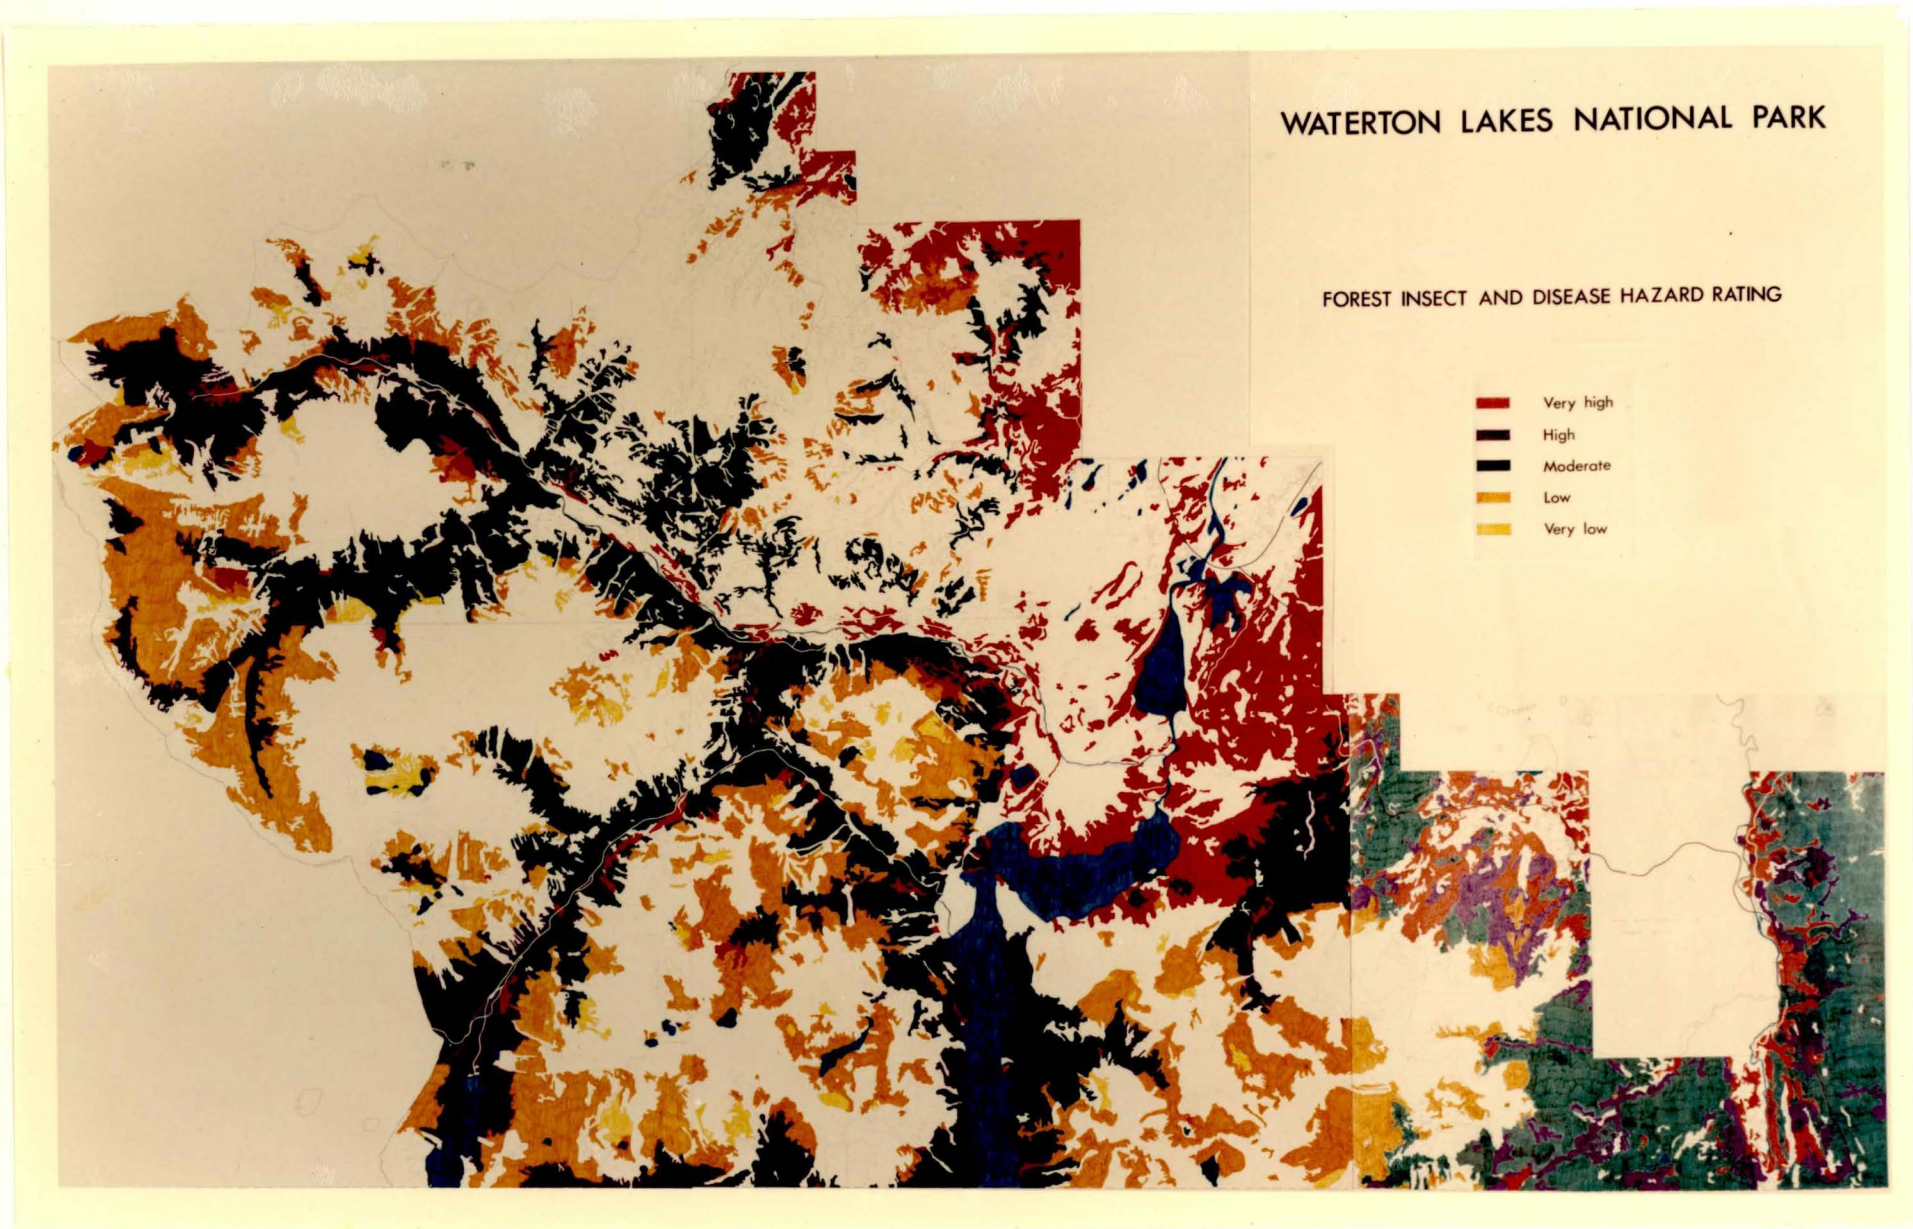 WATERTON LAKES NATIONAL PARK
FOREST INSECT AND DISEASE HAZARD RATING
Very high
High
Moderate
Low
Very low